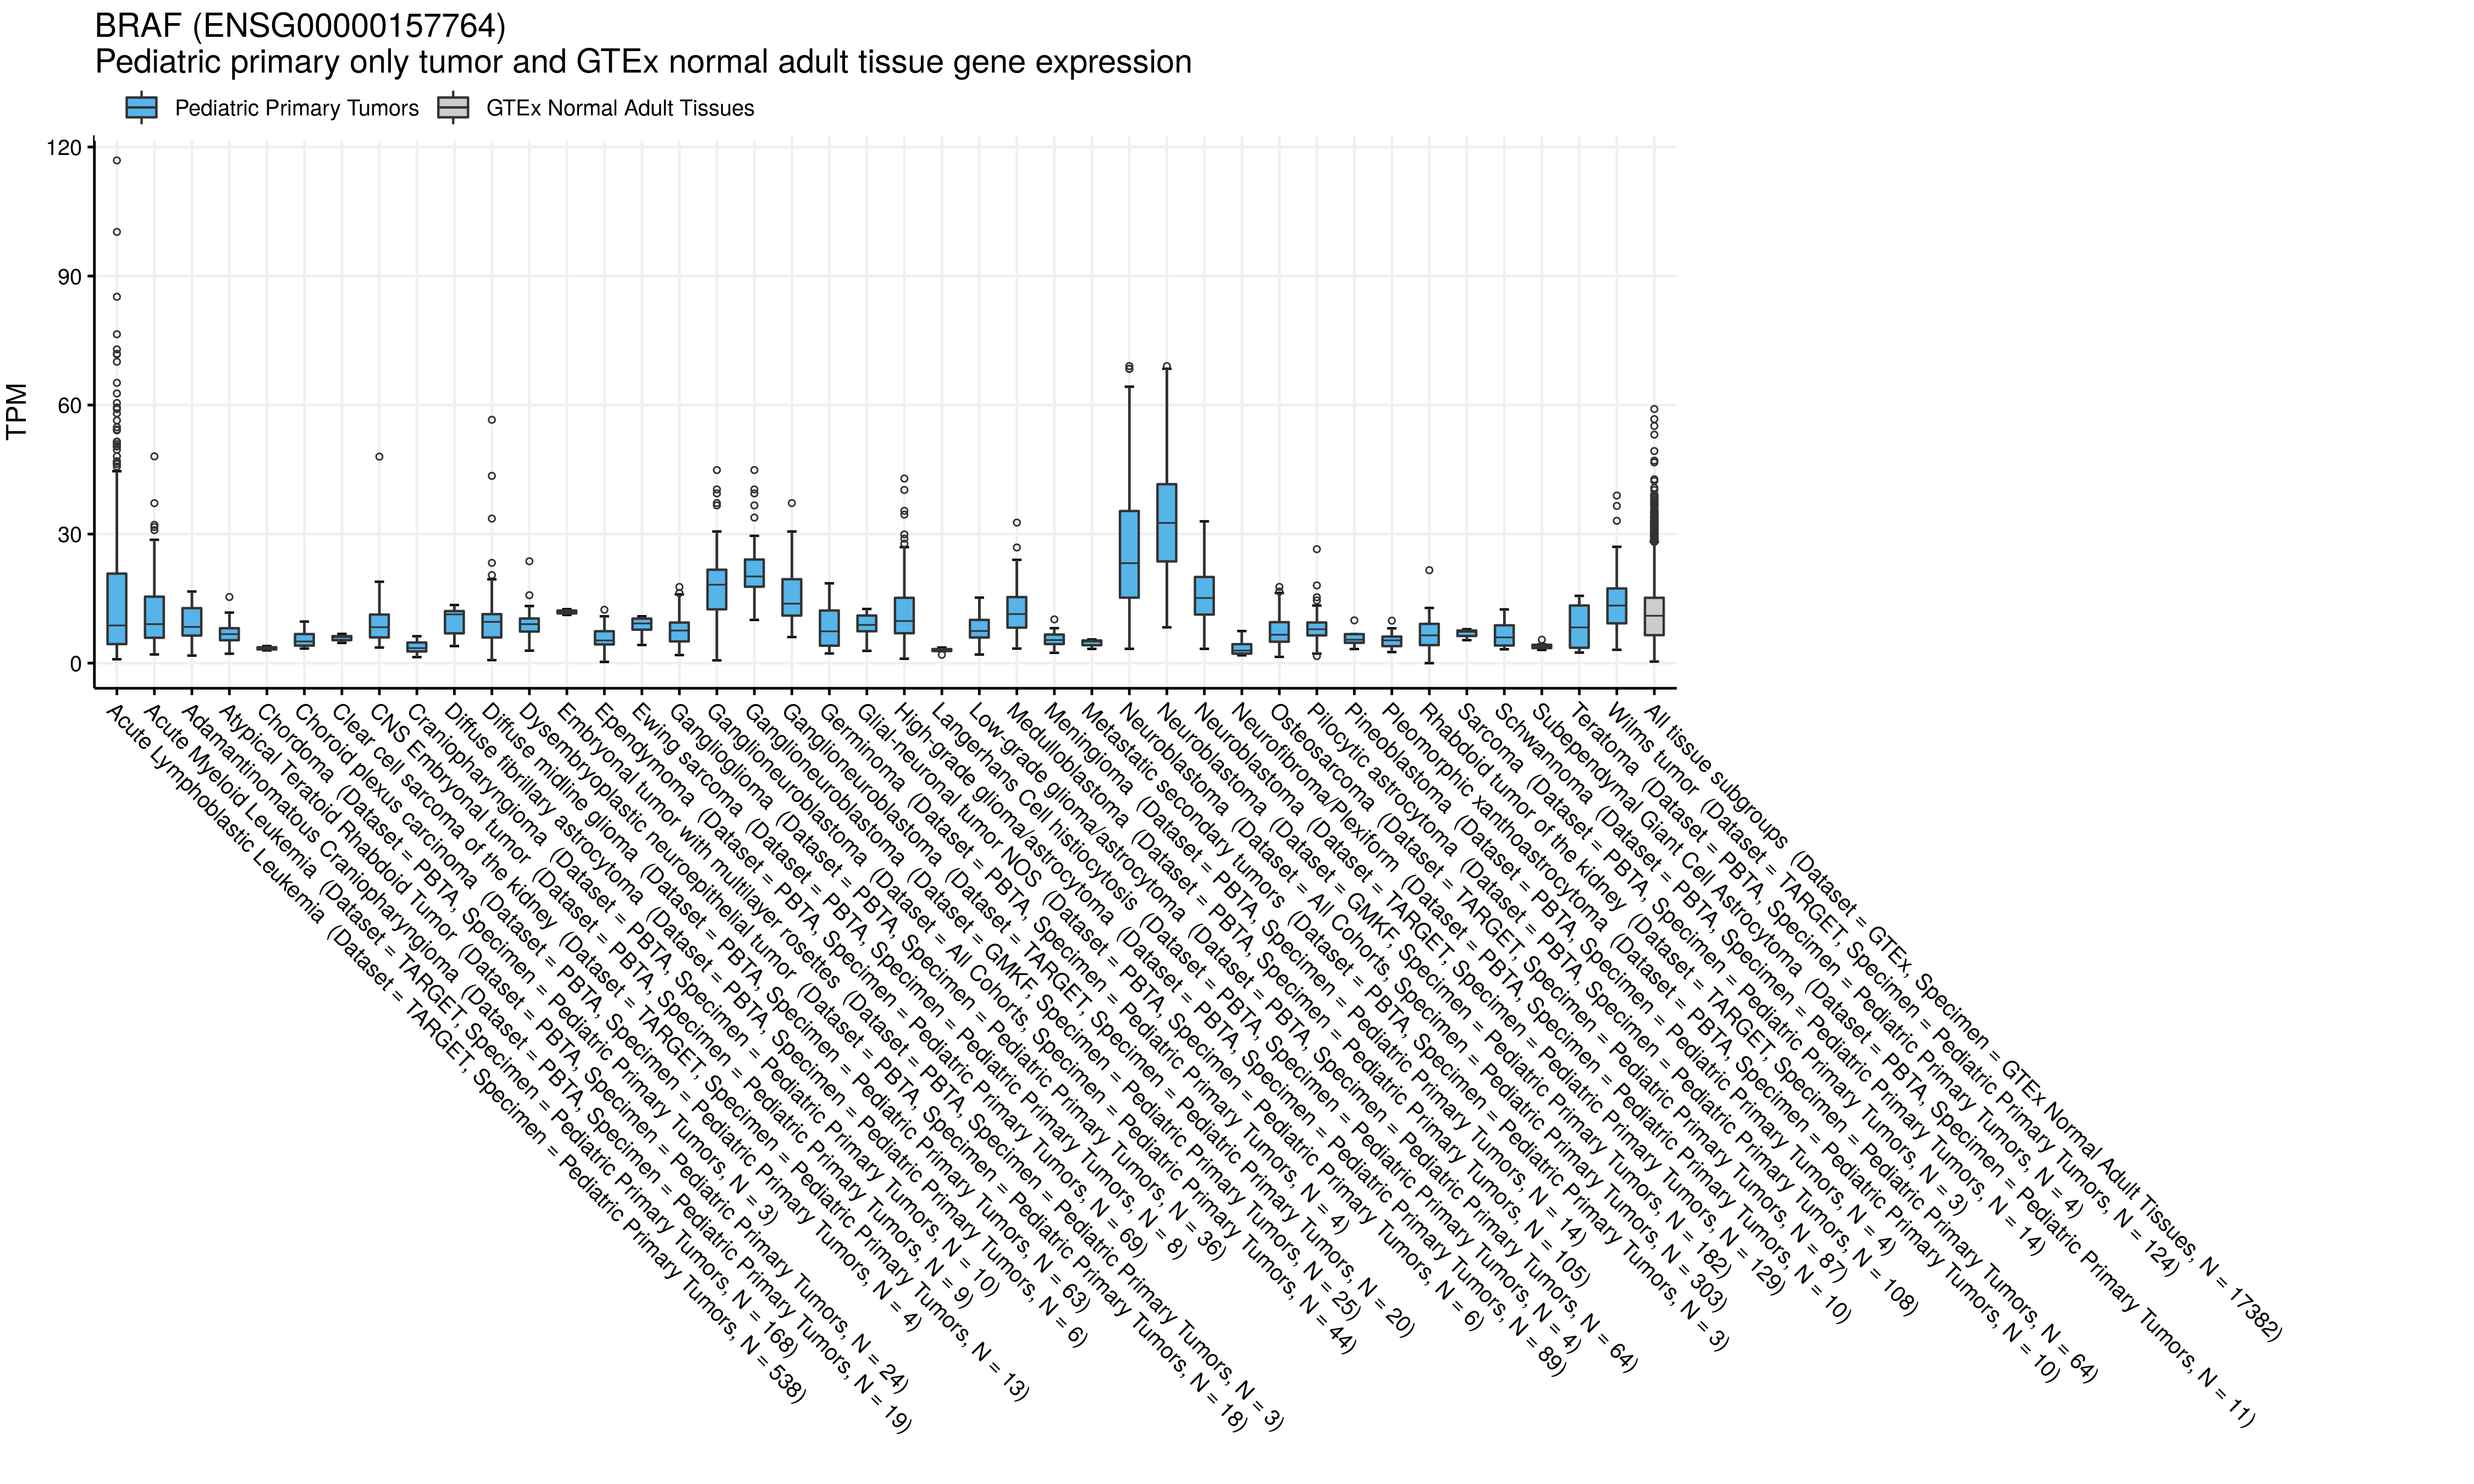 BRAF (ENSG00000157764)
Pediatric primary only tumor and GTEx normal adult tissue gene expression
Pediatric Primary Tumors
GTEx Normal Adult Tissues
TPM
120
90
60
30
0
Acute Lymphoblastic Leukemia (Dataset = TARGET, Specimen = Pediatric Primary Tumors, N = 538)
Acute Myeloid Leukemia (Dataset = TARGET, Specimen = Pediatric Primary Tumors, N = 168)
Adamantinomatous Craniopharyngioma (Dataset = PBTA, Specimen = Pediatric Primary Tumors, N = 19)
Atypical Teratoid Rhabdoid Tumor (Dataset = PBTA, Specimen = Pediatric Primary Tumors, N = 24)
Chordoma (Dataset = PBTA, Specimen = Pediatric Primary Tumors, N = 3)
Choroid plexus carcinoma (Dataset = PBTA, Specimen = Pediatric Primary Tumors, N = 4)
Clear cell sarcoma of the kidney (Dataset = TARGET, Specimen = Pediatric Primary Tumors, N = 13)
CNS Embryonal tumor (Dataset = PBTA, Specimen = Pediatric Primary Tumors, N = 9)
Craniopharyngioma (Dataset = PBTA, Specimen = Pediatric Primary Tumors, N = 10)
Diffuse fibrillary astrocytoma (Dataset = PBTA, Specimen = Pediatric Primary Tumors, N = 6)
Diffuse midline glioma (Dataset = PBTA, Specimen = Pediatric Primary Tumors, N = 63)
Dysembryoplastic neuroepithelial tumor (Dataset = PBTA, Specimen = Pediatric Primary Tumors, N = 18)
Embryonal tumor with multilayer rosettes (Dataset = PBTA, Specimen = Pediatric Primary Tumors, N = 3)
Ependymoma (Dataset = PBTA, Specimen = Pediatric Primary Tumors, N = 69)
Ewing sarcoma (Dataset = PBTA, Specimen = Pediatric Primary Tumors, N = 8)
Ganglioglioma (Dataset = PBTA, Specimen = Pediatric Primary Tumors, N = 36)
Ganglioneuroblastoma (Dataset = All Cohorts, Specimen = Pediatric Primary Tumors, N = 44)
Ganglioneuroblastoma (Dataset = GMKF, Specimen = Pediatric Primary Tumors, N = 25)
Ganglioneuroblastoma (Dataset = TARGET, Specimen = Pediatric Primary Tumors, N = 20)
Germinoma (Dataset = PBTA, Specimen = Pediatric Primary Tumors, N = 4)
Glial-neuronal tumor NOS (Dataset = PBTA, Specimen = Pediatric Primary Tumors, N = 6)
High-grade glioma/astrocytoma (Dataset = PBTA, Specimen = Pediatric Primary Tumors, N = 89)
Langerhans Cell histiocytosis (Dataset = PBTA, Specimen = Pediatric Primary Tumors, N = 4)
Low-grade glioma/astrocytoma (Dataset = PBTA, Specimen = Pediatric Primary Tumors, N = 64)
Medulloblastoma (Dataset = PBTA, Specimen = Pediatric Primary Tumors, N = 105)
Meningioma (Dataset = PBTA, Specimen = Pediatric Primary Tumors, N = 14)
Metastatic secondary tumors (Dataset = PBTA, Specimen = Pediatric Primary Tumors, N = 3)
Neuroblastoma (Dataset = All Cohorts, Specimen = Pediatric Primary Tumors, N = 303)
Neuroblastoma (Dataset = GMKF, Specimen = Pediatric Primary Tumors, N = 182)
Neuroblastoma (Dataset = TARGET, Specimen = Pediatric Primary Tumors, N = 129)
Neurofibroma/Plexiform (Dataset = PBTA, Specimen = Pediatric Primary Tumors, N = 10)
Osteosarcoma (Dataset = TARGET, Specimen = Pediatric Primary Tumors, N = 87)
Pilocytic astrocytoma (Dataset = PBTA, Specimen = Pediatric Primary Tumors, N = 108)
Pineoblastoma (Dataset = PBTA, Specimen = Pediatric Primary Tumors, N = 4)
Pleomorphic xanthoastrocytoma (Dataset = PBTA, Specimen = Pediatric Primary Tumors, N = 10)
Rhabdoid tumor of the kidney (Dataset = TARGET, Specimen = Pediatric Primary Tumors, N = 64)
Sarcoma (Dataset = PBTA, Specimen = Pediatric Primary Tumors, N = 3)
Schwannoma (Dataset = PBTA, Specimen = Pediatric Primary Tumors, N = 14)
Subependymal Giant Cell Astrocytoma (Dataset = PBTA, Specimen = Pediatric Primary Tumors, N = 11)
Teratoma (Dataset = PBTA, Specimen = Pediatric Primary Tumors, N = 4)
Wilms tumor (Dataset = TARGET, Specimen = Pediatric Primary Tumors, N = 124)
All tissue subgroups (Dataset = GTEx, Specimen = GTEx Normal Adult Tissues, N = 17382)